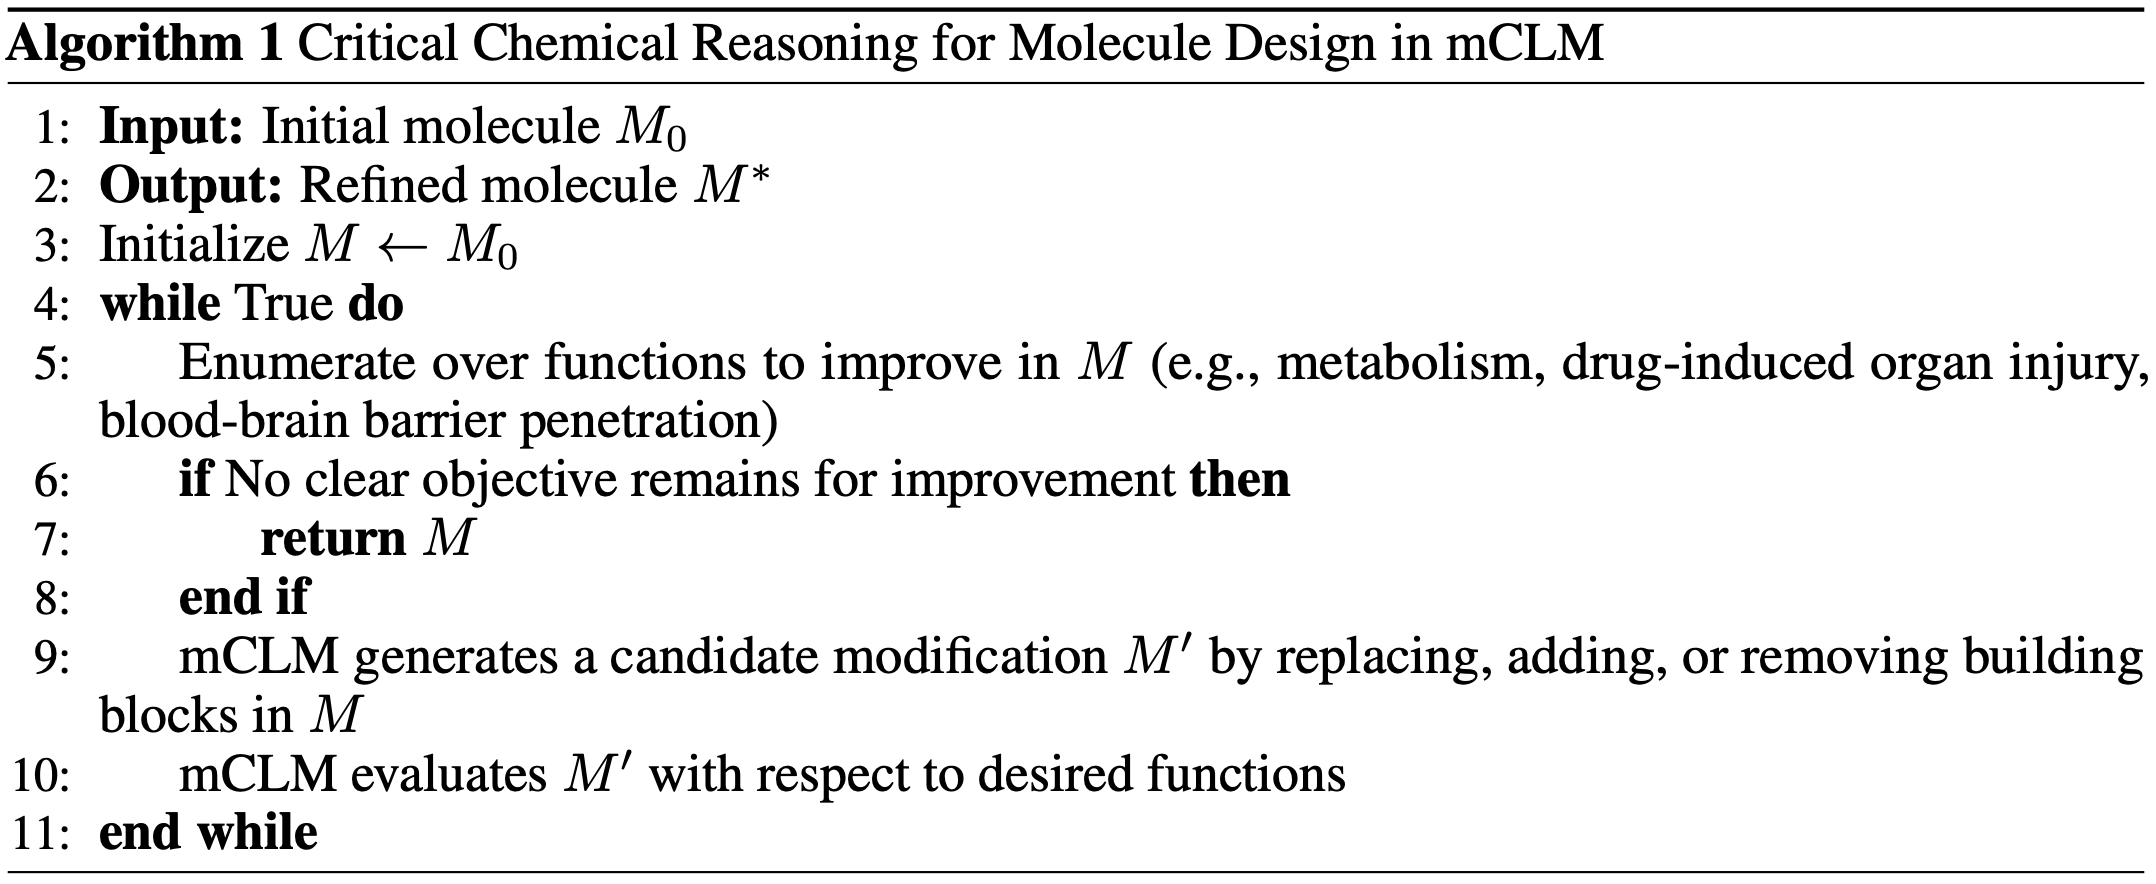 Algorithm 1 Critical Chemical Reasoning for Molecule Design in mCLM
1: Input: Initial molecule M₀
2: Output: Refined molecule M*
3: Initialize M ← M₀
4: while True do
5: Enumerate over functions to improve in M (e.g., metabolism, drug-induced organ injury,
blood-brain barrier penetration)
6: if No clear objective remains for improvement then
7: return M
8: end if
9: mCLM generates a candidate modification M′ by replacing, adding, or removing building
blocks in M
10: mCLM evaluates M′ with respect to desired functions
11: end while